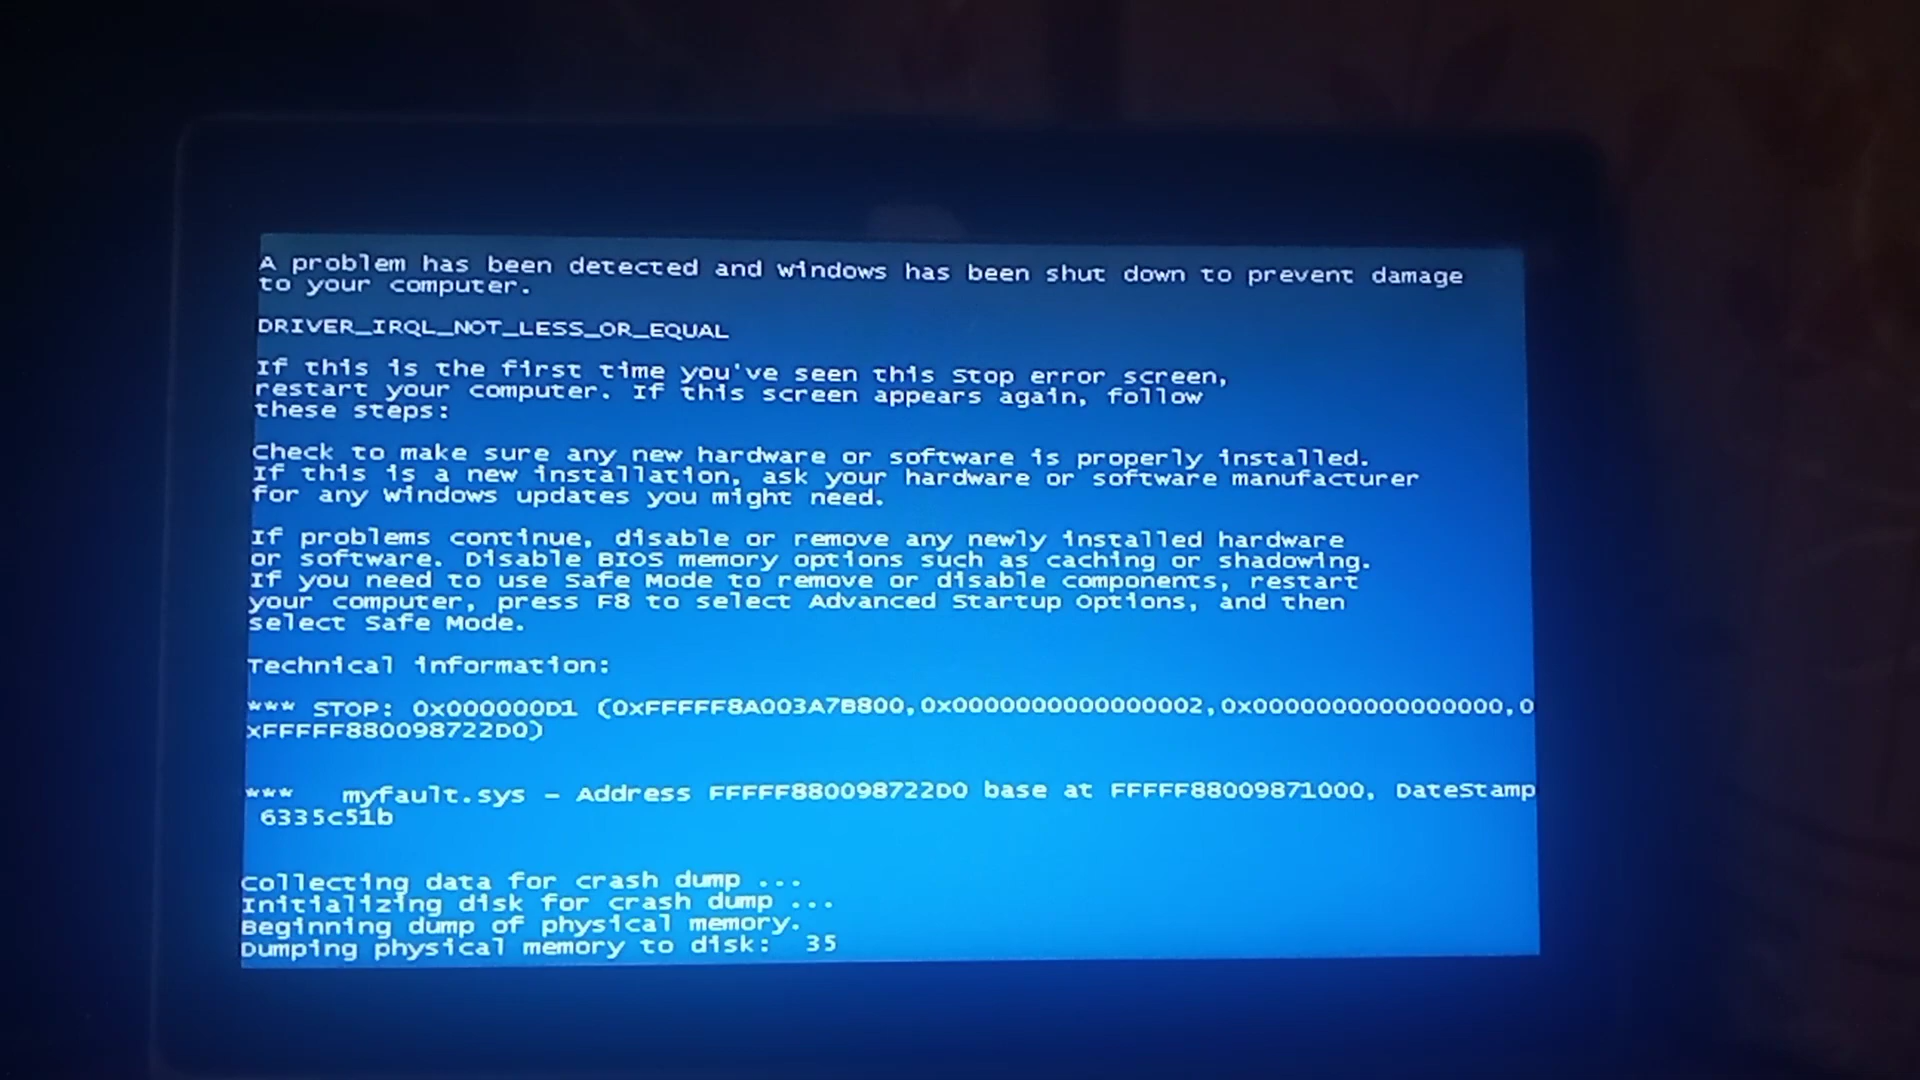 A problem has been detected and windows has been shut down to prevent damage
to your computer.
DRIVER_IRQL_NOT_LESS_OR_EQUAL
If this is the first time you've seen this Stop error screen,
restart your computer. If this screen appears again, follow
these steps:
Check to make sure any new hardware or software is properly installed.
If this is a new installation, ask your hardware or software manufacturer
for any Windows updates you might need.
If problems continue, disable or remove any newly installed hardware
or software. Disable BIOS memory options such as caching or shadowing.
If you need to use Safe Mode to remove or disable components, restart
your computer, press F8 to select Advanced Startup Options, and then
select Safe Mode.
Technical information:
*** STOP: 0x000000D1 (0xFFFFF8A003A7B800,0x0000000000000002,0x0000000000000000,0
xFFFFF880098722D0)
*** myfault.sys - Address FFFFF880098722D0 base at FFFFF88009871000, DateStamp
6335c51b
Collecting data for crash dump ...
Initializing disk for crash dump ...
Beginning dump of physical memory.
Dumping physical memory to disk: 35